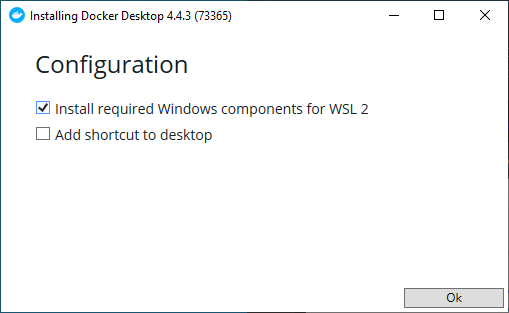 Installing Docker Desktop 4.4.3 (73365)
Configuration
Install required Windows components for WSL 2
Add shortcut to desktop
Ok